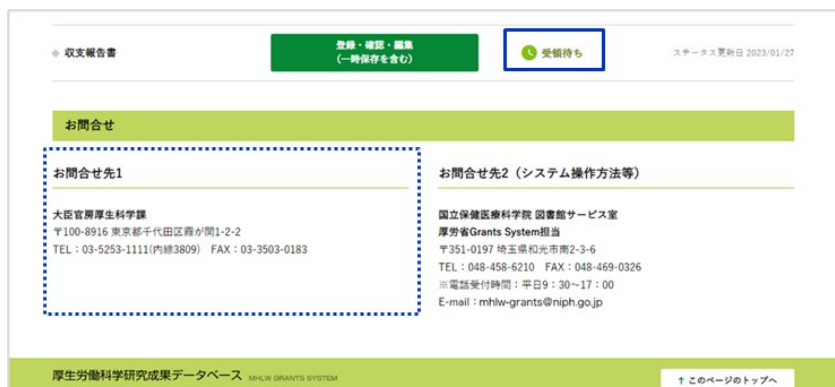 収支報告書
登録・確認・編集
(一時保存を含む)
受領待ち
ステータス更新日 2023/01/27
お問合せ
お問合せ先1
大臣官房厚生科学課
〒100-8916 東京都千代田区霞が関1-2-2
TEL：03-5253-1111(内線3809) FAX：03-3503-0183
お問合せ先2（システム操作方法等）
国立保健医療科学院 図書館サービス室
厚労省Grants System担当
〒351-0197 埼玉県和光市南2-3-6
TEL：048-458-6210 FAX：048-469-0326
※電話受付時間：平日9：30～17：00
E-mail：mhlw-grants@niph.go.jp
厚生労働科学研究成果データベース MHLW GRANTS SYSTEM
↑ このページのトップへ